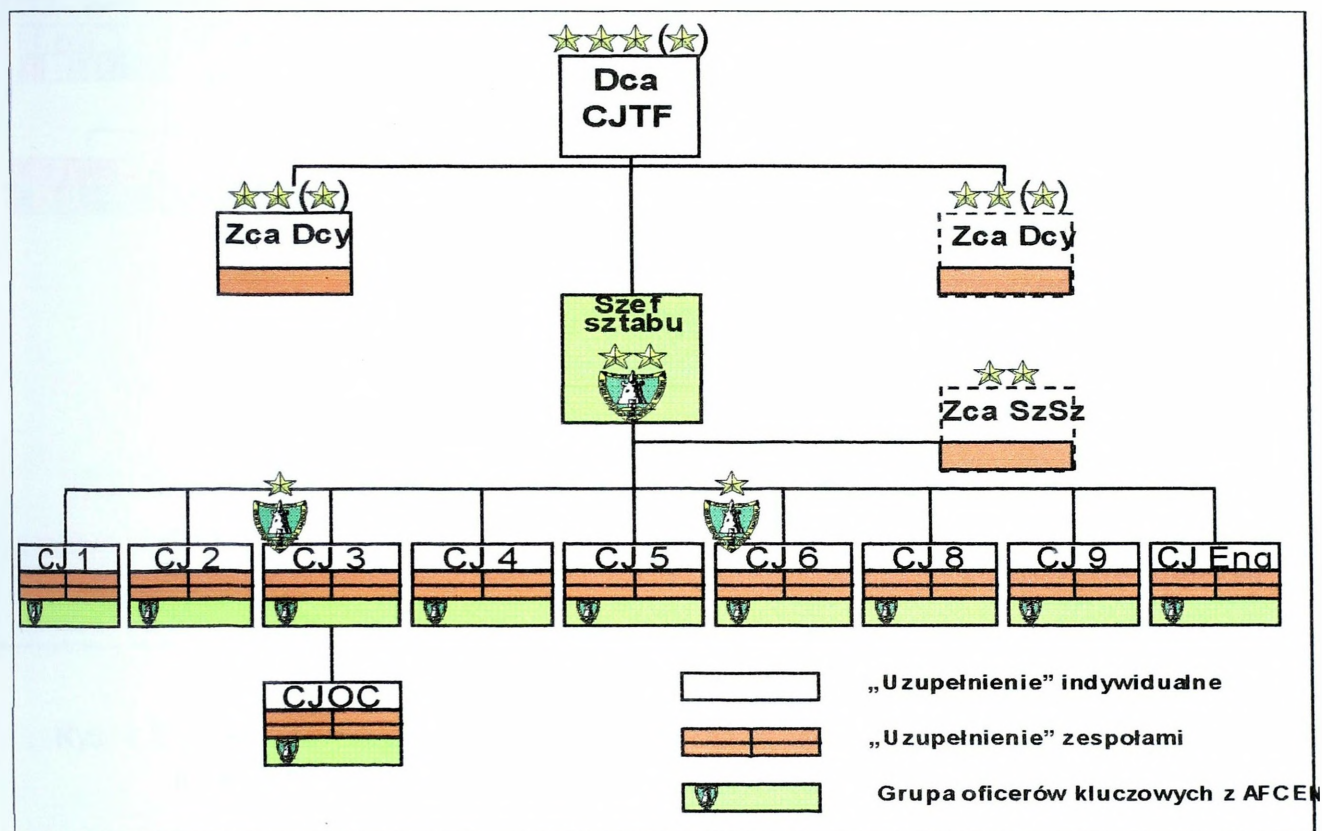 (   )
Dca
CJTF
(   )
Zca Dcy
(   )
Zca Dcy
Szef
sztabu
Zca SzSz
CJ 1
CJ 2
CJ 3
CJ 4
CJ 5
CJ 6
CJ 8
CJ 9
CJ Eng
CJOC
„Uzupełnienie” indywidualne
„Uzupełnienie” zespołami
Grupa oficerów kluczowych z AFCEN